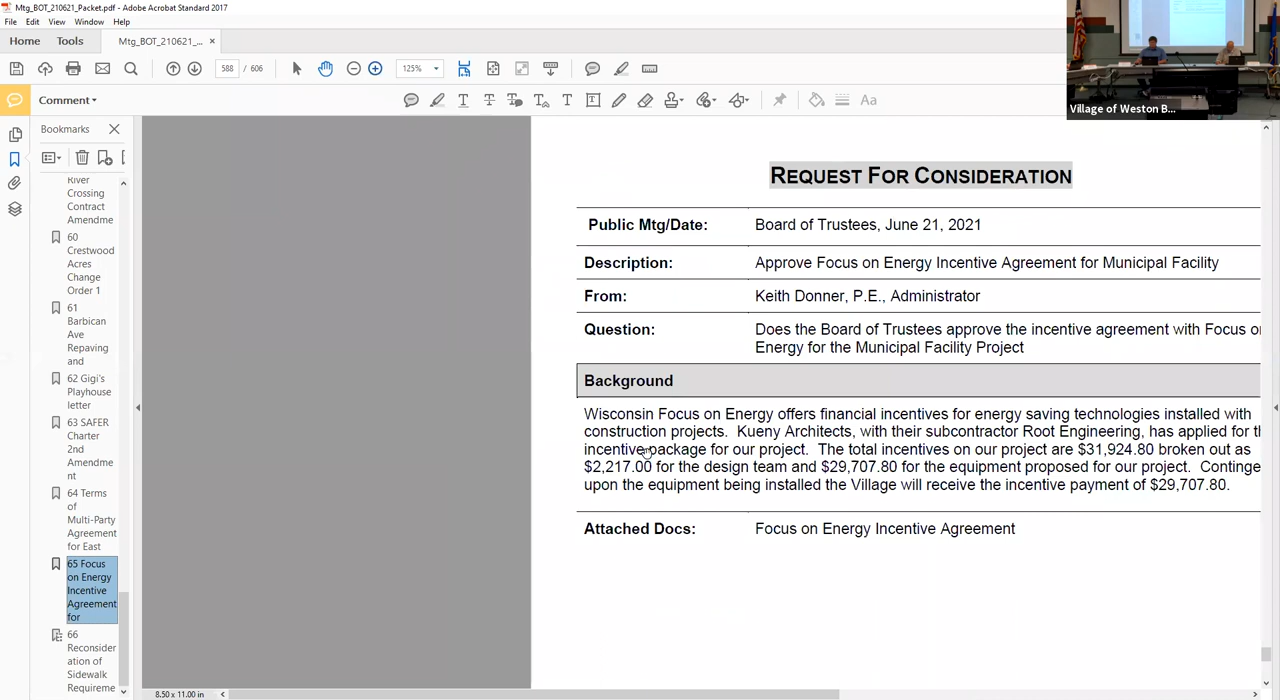 Mtg_BOT_210621_Packet.pdf - Adobe Acrobat Standard 2017
File Edit View Window Help
Home Tools Mtg_BOT_210621_... ×
588 / 606 125%
Comment
Aa
Village of Weston B...
Bookmarks
River
Crossing
Contract
Amendme
60
Crestwood
Acres
Change
Order 1
61
Barbican
Ave
Repaving
and
62 Gigi's
Playhouse
letter
63 SAFER
Charter
2nd
Amendme
nt
64 Terms
of
Multi-Party
Agreement
for East
65 Focus
on Energy
Incentive
Agreement
for
66
Reconsider
ation of
Sidewalk
Requireme
REQUEST FOR CONSIDERATION
Public Mtg/Date: Board of Trustees, June 21, 2021
Description: Approve Focus on Energy Incentive Agreement for Municipal Facility
From: Keith Donner, P.E., Administrator
Question: Does the Board of Trustees approve the incentive agreement with Focus o
Energy for the Municipal Facility Project
Background
Wisconsin Focus on Energy offers financial incentives for energy saving technologies installed with
construction projects. Kueny Architects, with their subcontractor Root Engineering, has applied for th
incentive package for our project. The total incentives on our project are $31,924.80 broken out as
$2,217.00 for the design team and $29,707.80 for the equipment proposed for our project. Continge
upon the equipment being installed the Village will receive the incentive payment of $29,707.80.
Attached Docs: Focus on Energy Incentive Agreement
8.50 x 11.00 in